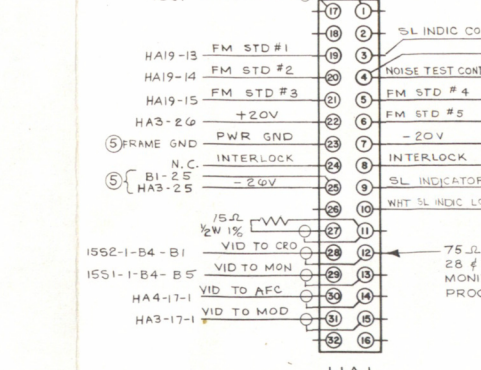 17 1
18 2 SL INDIC CO
HA19-13 FM STD #1 19 3
HA19-14 FM STD #2 20 4 NOISE TEST CONT
HA19-15 FM STD #3 21 5 FM STD #4
HA3-26 +20V 22 6 FM STD #5
5 FRAME GND PWR GND 23 7 -20V
N.C. INTERLOCK 24 8 INTERLOCK
5 { B1-25
HA3-25 -26V 25 9 SL INDICATOR
26 10 WHT SL INDIC LO
15Ω
1/2W 1% 27 11
15S2-1-B4-B1 VID TO CRO 28 12 75Ω
15S1-1-B4-B5 VID TO MON 29 13 28 &
MONI
HA4-17-1 VID TO AFC 30 14 PROC
HA3-17-1 VID TO MOD 31 15
32 16